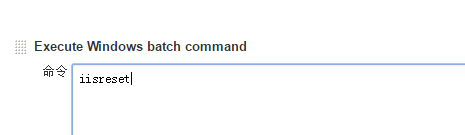 Execute Windows batch command
命令
iisreset